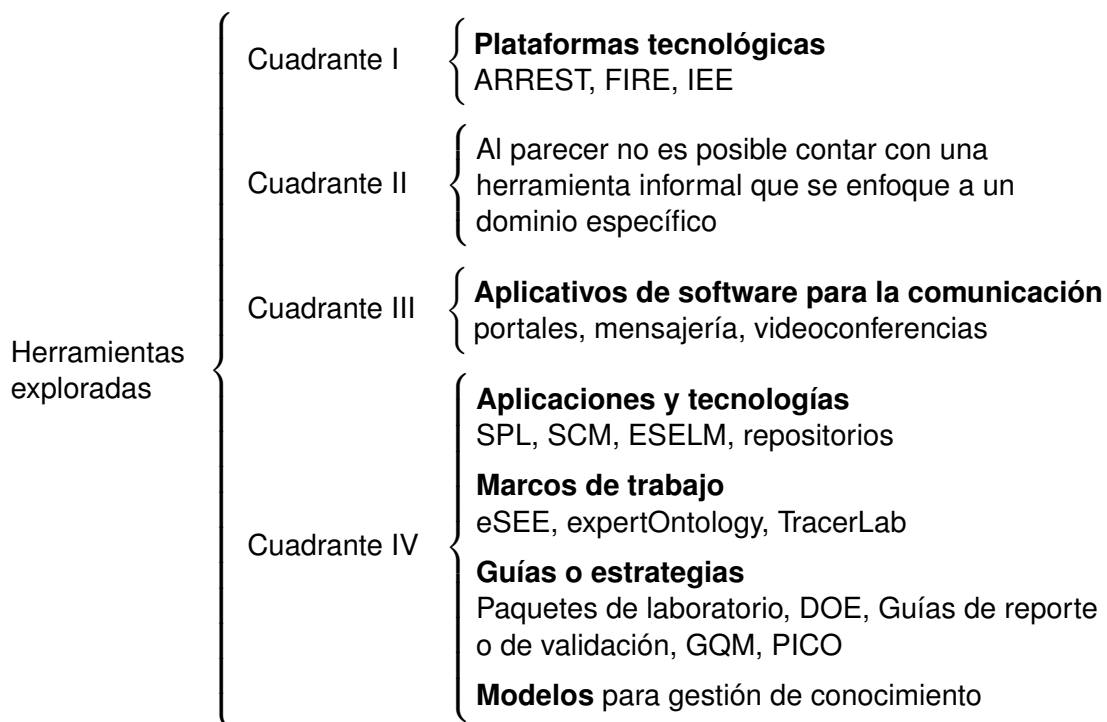 Herramientas
exploradas
Cuadrante I
Plataformas tecnológicas
ARREST, FIRE, IEE
Cuadrante II
Al parecer no es posible contar con una
herramienta informal que se enfoque a un
dominio específico
Cuadrante III
Aplicativos de software para la comunicación
portales, mensajería, videoconferencias
Cuadrante IV
Aplicaciones y tecnologías
SPL, SCM, ESELM, repositorios
Marcos de trabajo
eSEE, expertOntology, TracerLab
Guías o estrategias
Paquetes de laboratorio, DOE, Guías de reporte
o de validación, GQM, PICO
Modelos para gestión de conocimiento